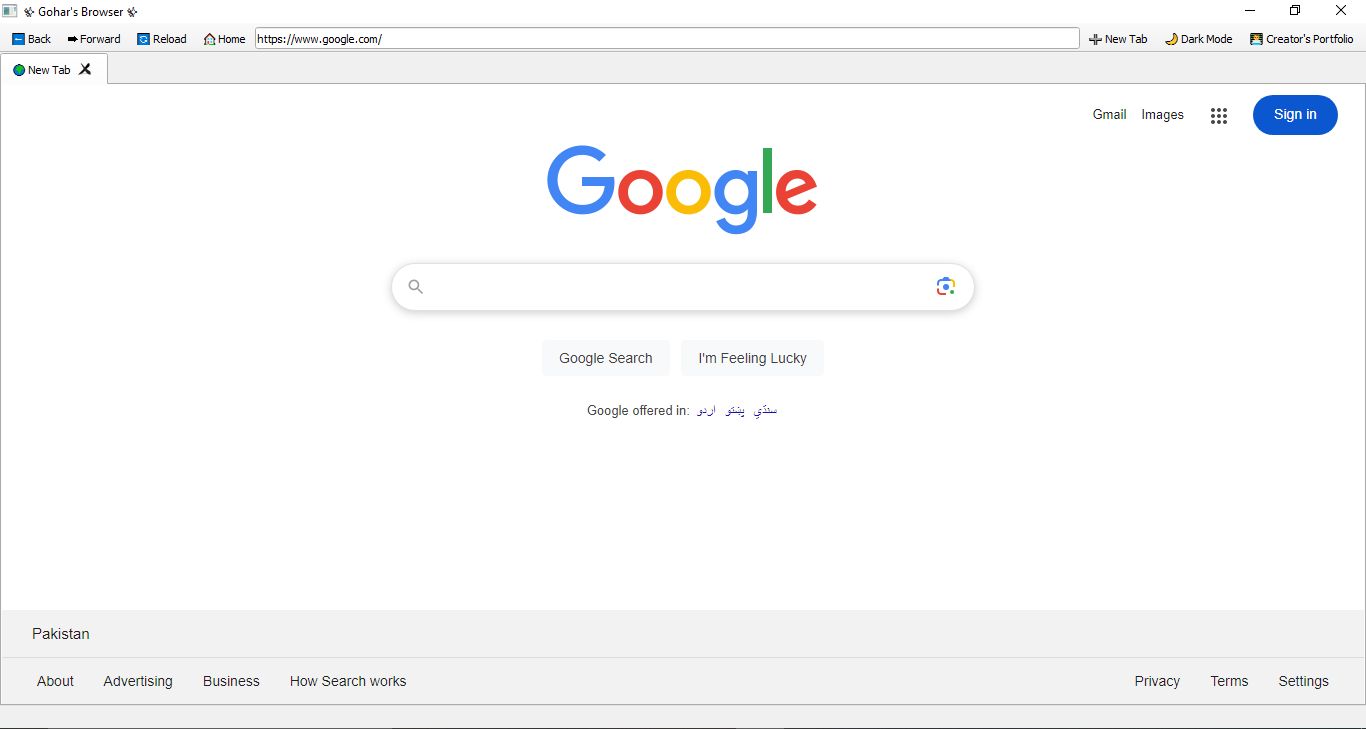 Gohar's Browser
Back Forward Reload Home https://www.google.com/ New Tab Dark Mode Creator's Portfolio
New Tab
Gmail Images Sign in
Google
Google Search I'm Feeling Lucky
Google offered in: اردو پښتو سنڌي
Pakistan
About Advertising Business How Search works Privacy Terms Settings